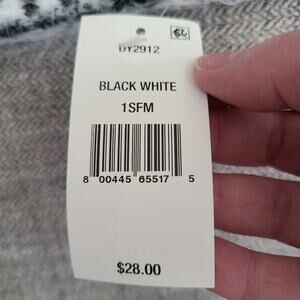 DY2912
BLACK WHITE
1SFM
8 00445 65517 5
$28.00